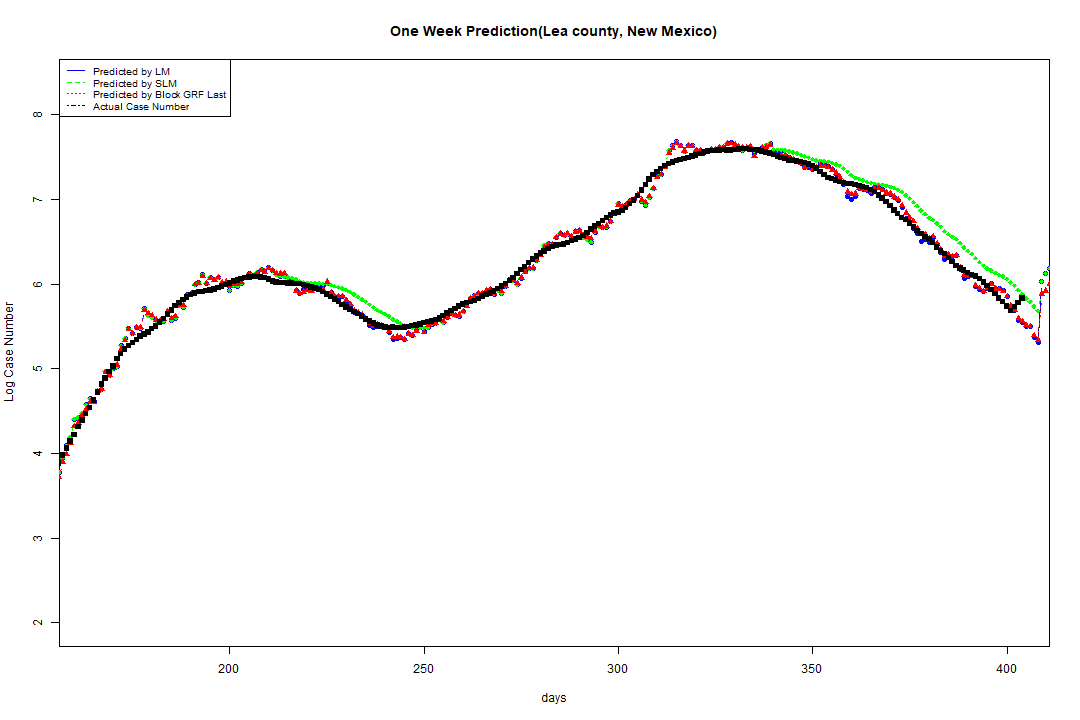 One Week Prediction(Lea county, New Mexico)
Predicted by LM
Predicted by SLM
Predicted by Block GRF Last
Actual Case Number
8
7
6
5
4
3
2
Log Case Number
200 250 300 350 400
days